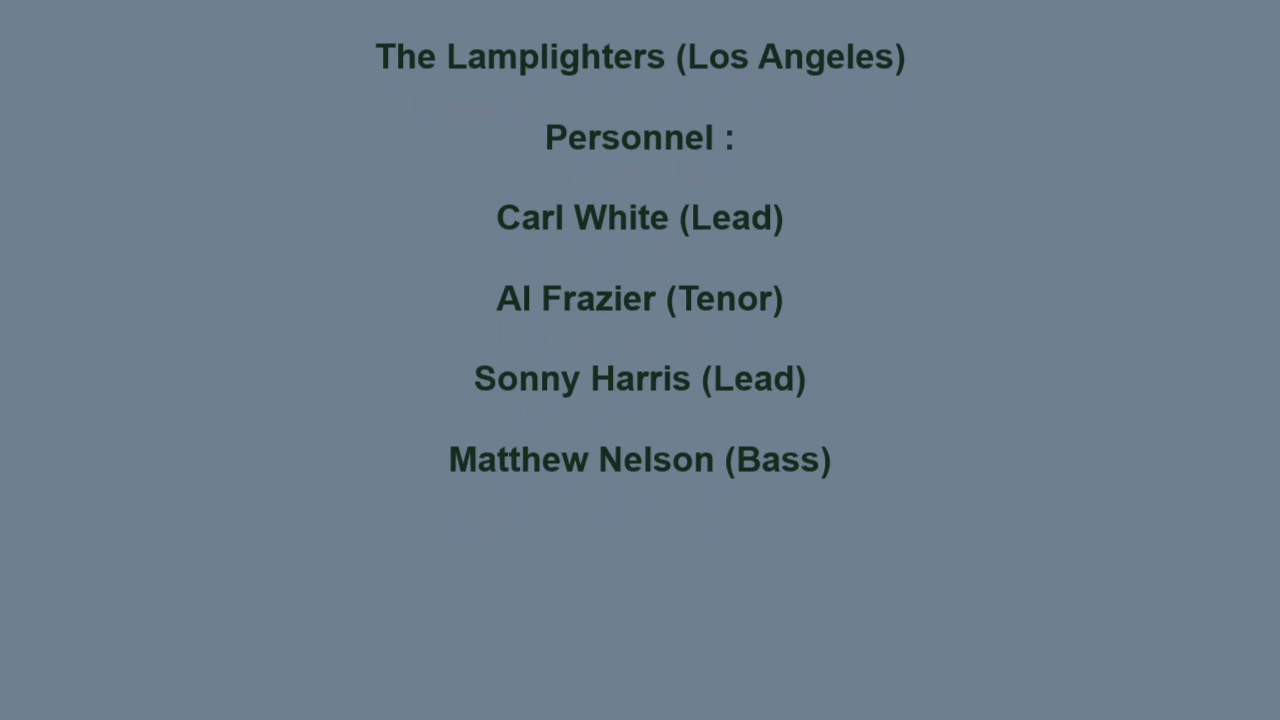 The Lamplighters (Los Angeles)
Personnel :
Carl White (Lead)
Al Frazier (Tenor)
Sonny Harris (Lead)
Matthew Nelson (Bass)